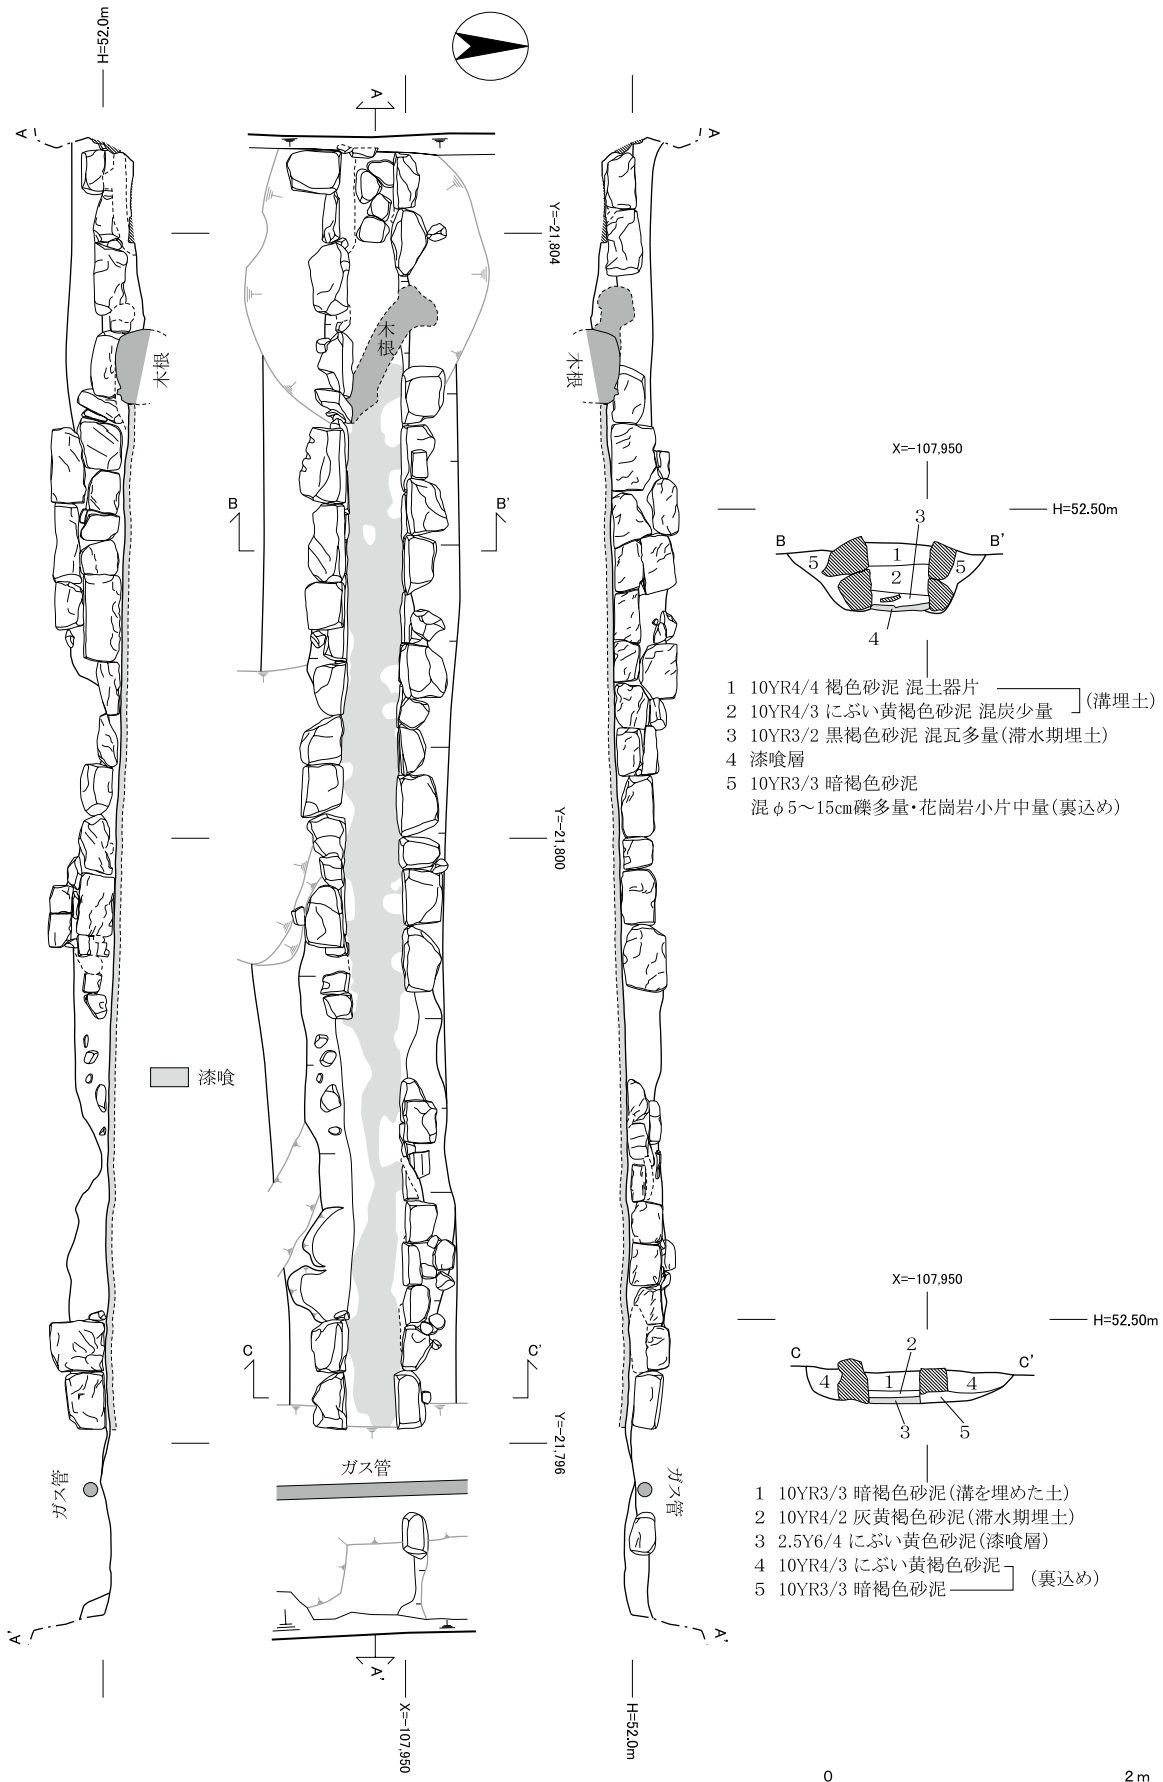 H=52.0m
A
A
A
Y=-21,804
木根
木根
木根
B
B'
X=-107,950
H=52.50m
B
B'
3
1
2
5
5
4
1 10YR4/4 褐色砂泥 混土器片
2 10YR4/3 にぶい黄褐色砂泥 混炭少量
(溝埋土)
3 10YR3/2 黒褐色砂泥 混瓦多量(滞水期埋土)
4 漆喰層
5 10YR3/3 暗褐色砂泥
混φ5～15㎝礫多量・花崗岩小片中量(裏込め)
Y=-21,800
漆喰
X=-107,950
H=52.50m
C
C'
C
C'
2
4
1
4
3
5
Y=-21,796
ガス管
ガス管
ガス管
1 10YR3/3 暗褐色砂泥(溝を埋めた土)
2 10YR4/2 灰黄褐色砂泥(滞水期埋土)
3 2.5Y6/4 にぶい黄色砂泥(漆喰層)
4 10YR4/3 にぶい黄褐色砂泥
5 10YR3/3 暗褐色砂泥
(裏込め)
A'
A'
A'
X=-107,950
H=52.0m
0
2m